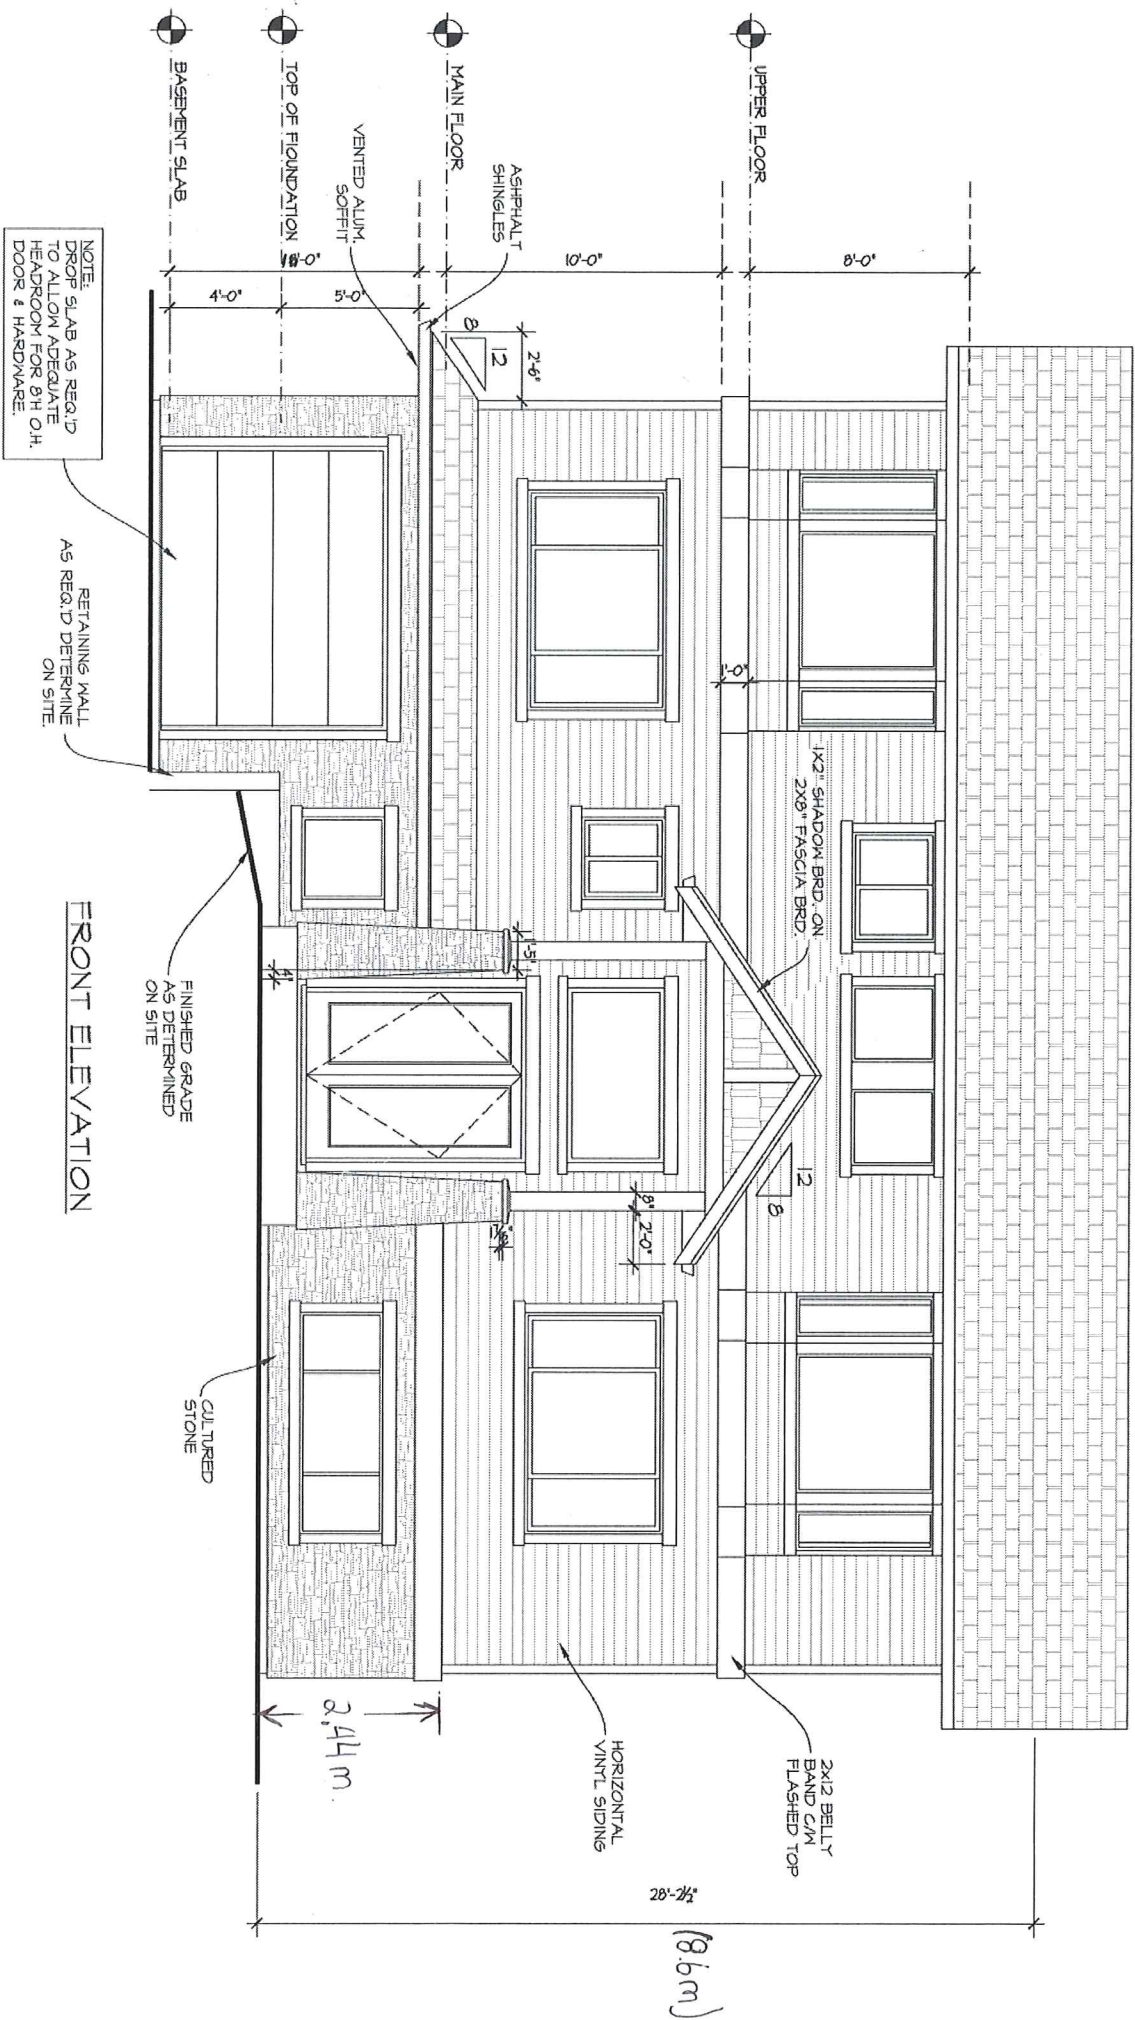 UPPER FLOOR
MAIN FLOOR
TOP OF FIOUNDATION
BASEMENT SLAB
8'-0"
10'-0"
5'-0"
4'-0"
ASHPHALT
SHINGLES
VENTED ALUM.
SOFFIT
2'-6"
12
8
NOTE:
DROP SLAB AS REQ.'D
TO ALLOW ADEQUATE
HEADROOM FOR 8'H O.H.
DOOR & HARDWARE.
RETAINING WALL
AS REQ.'D DETERMINE
ON SITE.
1'-0"
1X2" SHADOW BRD. ON
2X8" FASCIA BRD.
1'-5"
4"
12
8
8"
2'-0"
FINISHED GRADE
AS DETERMINED
ON SITE
CULTURED
STONE
HORIZONTAL
VINYL SIDING
2x12 BELLY
BAND C/W
FLASHED TOP
2.44 m
28'-2½"
(8.6m)
FRONT ELEVATION